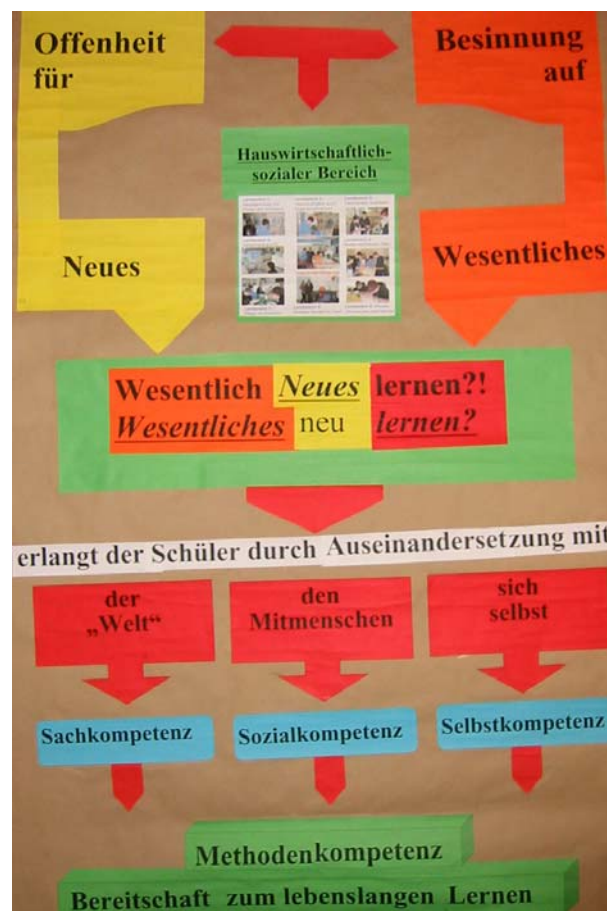 Offenheit
für
Neues
Besinnung
auf
Wesentliches
Hauswirtschaftlich-
sozialer Bereich
Wesentlich Neues lernen?!
Wesentliches neu lernen?
erlangt der Schüler durch Auseinandersetzung mit
der
„Welt“
den
Mitmenschen
sich
selbst
Sachkompetenz
Sozialkompetenz
Selbstkompetenz
Methodenkompetenz
Bereitschaft zum lebenslangen Lernen